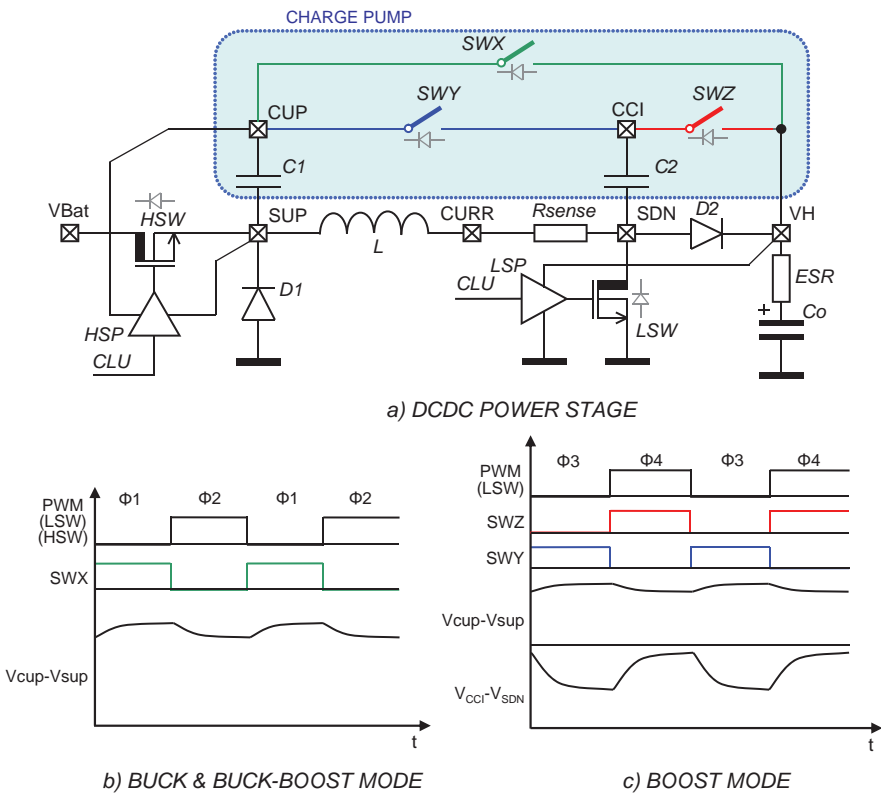 CHARGE PUMP
SWX
CUP
SWY
CCI
SWZ
C1
C2
VBat
HSW
SUP
L
CURR
Rsense
SDN
D2
VH
D1
CLU
LSP
LSW
ESR
+
Co
HSP
CLU
a) DCDC POWER STAGE
PWM
(LSW)
(HSW)
Φ1
Φ2
Φ1
Φ2
SWX
Vcup-Vsup
t
b) BUCK & BUCK-BOOST MODE
PWM
(LSW)
Φ3
Φ4
Φ3
Φ4
SWZ
SWY
Vcup-Vsup
VCCI-VSDN
t
c) BOOST MODE